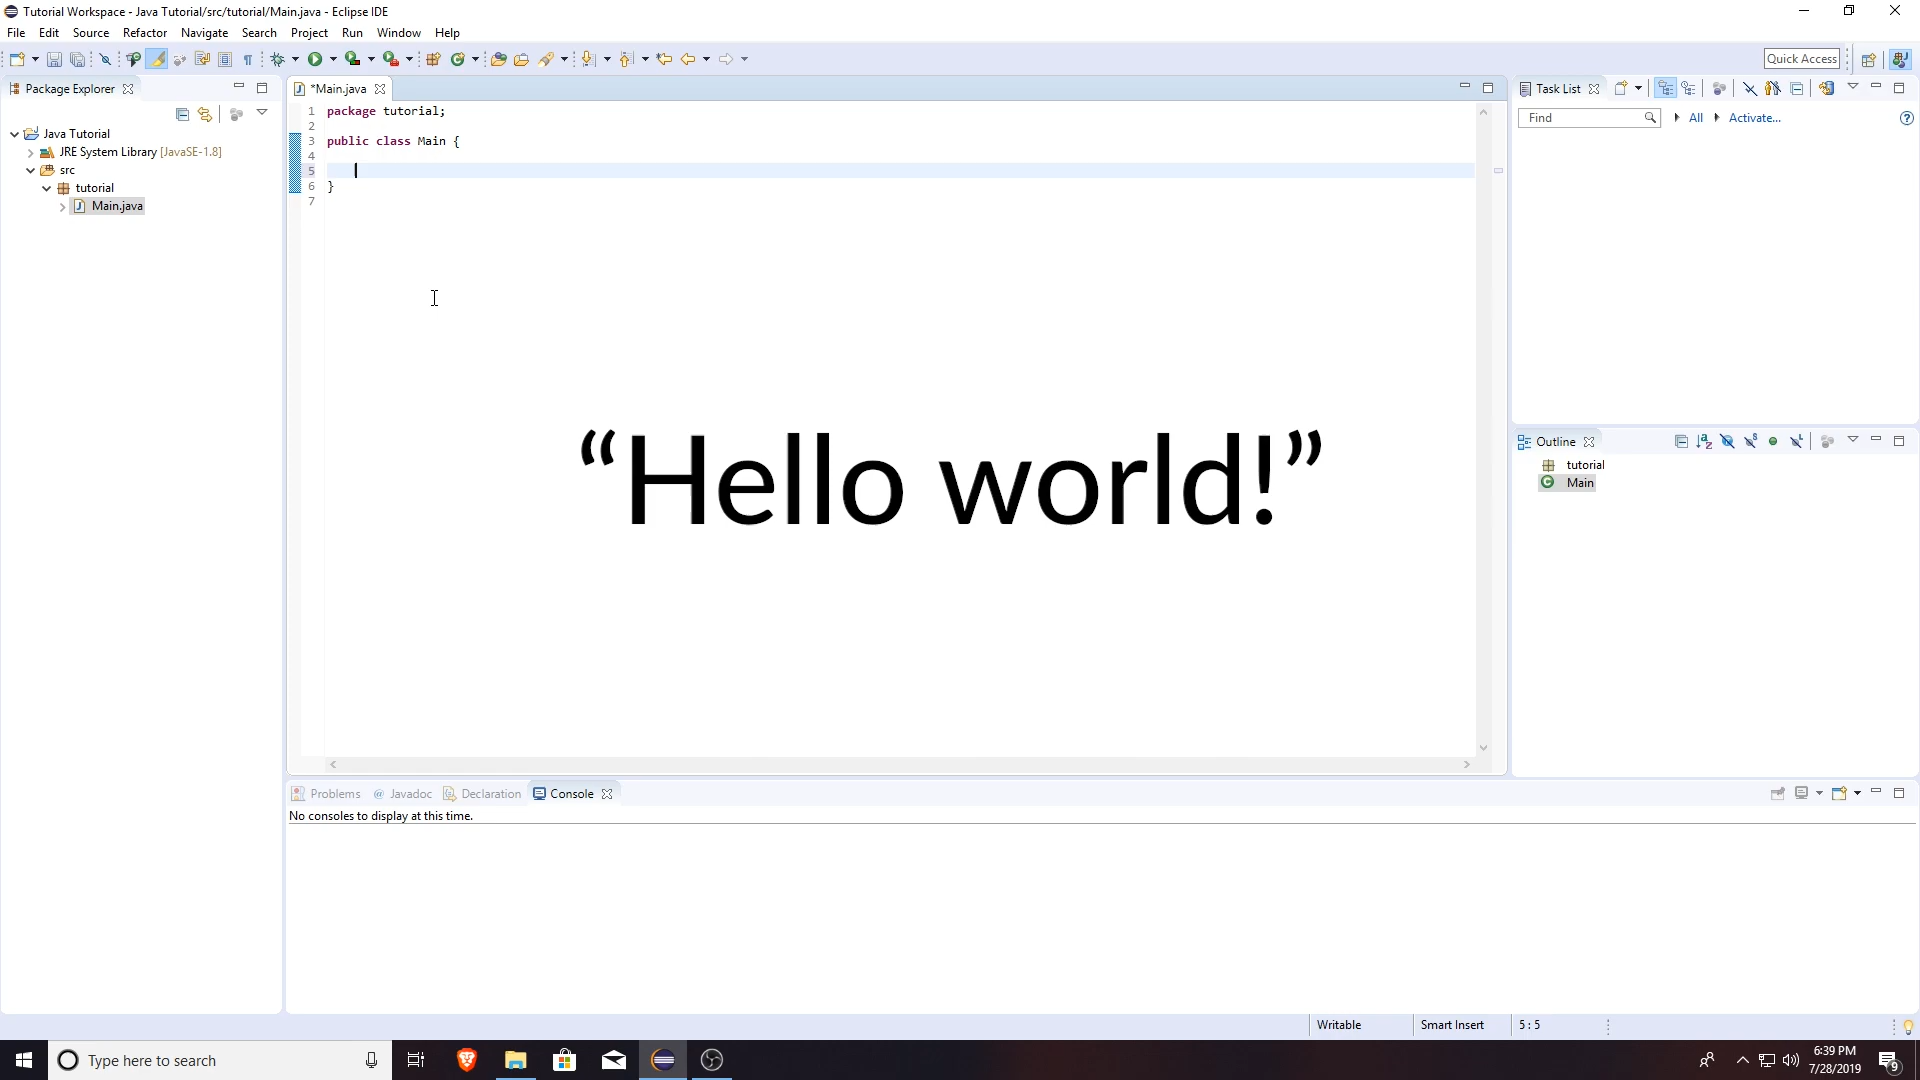 Tutorial Workspace - Java Tutorial/src/tutorial/Main.java - Eclipse IDE
File Edit Source Refactor Navigate Search Project Run Window Help
Quick Access
Package Explorer
*Main.java
Task List
Find
All
Activate...
Java Tutorial
JRE System Library [JavaSE-1.8]
src
tutorial
Main.java
1 package tutorial;
2
3 public class Main {
4
5
6 }
7
“Hello world!”
Outline
tutorial
Main
Problems @ Javadoc Declaration Console
No consoles to display at this time.
Writable Smart Insert 5 : 5
Type here to search
6:39 PM
7/28/2019
9